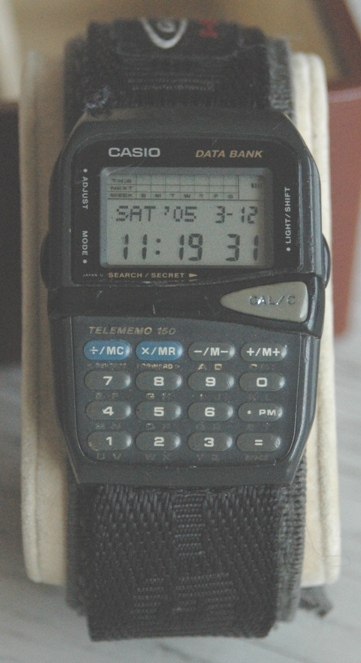 CASIO DATA BANK
ADJUST
MODE
LIGHT/SHIFT
SAT '05 3-12
11:19 31
SEARCH / SECRET
CAL/C
TELEMEMO 150
÷/MC ×/MR −/M− +/M+
7 8 9 0
4 5 6 • PM
1 2 3 =